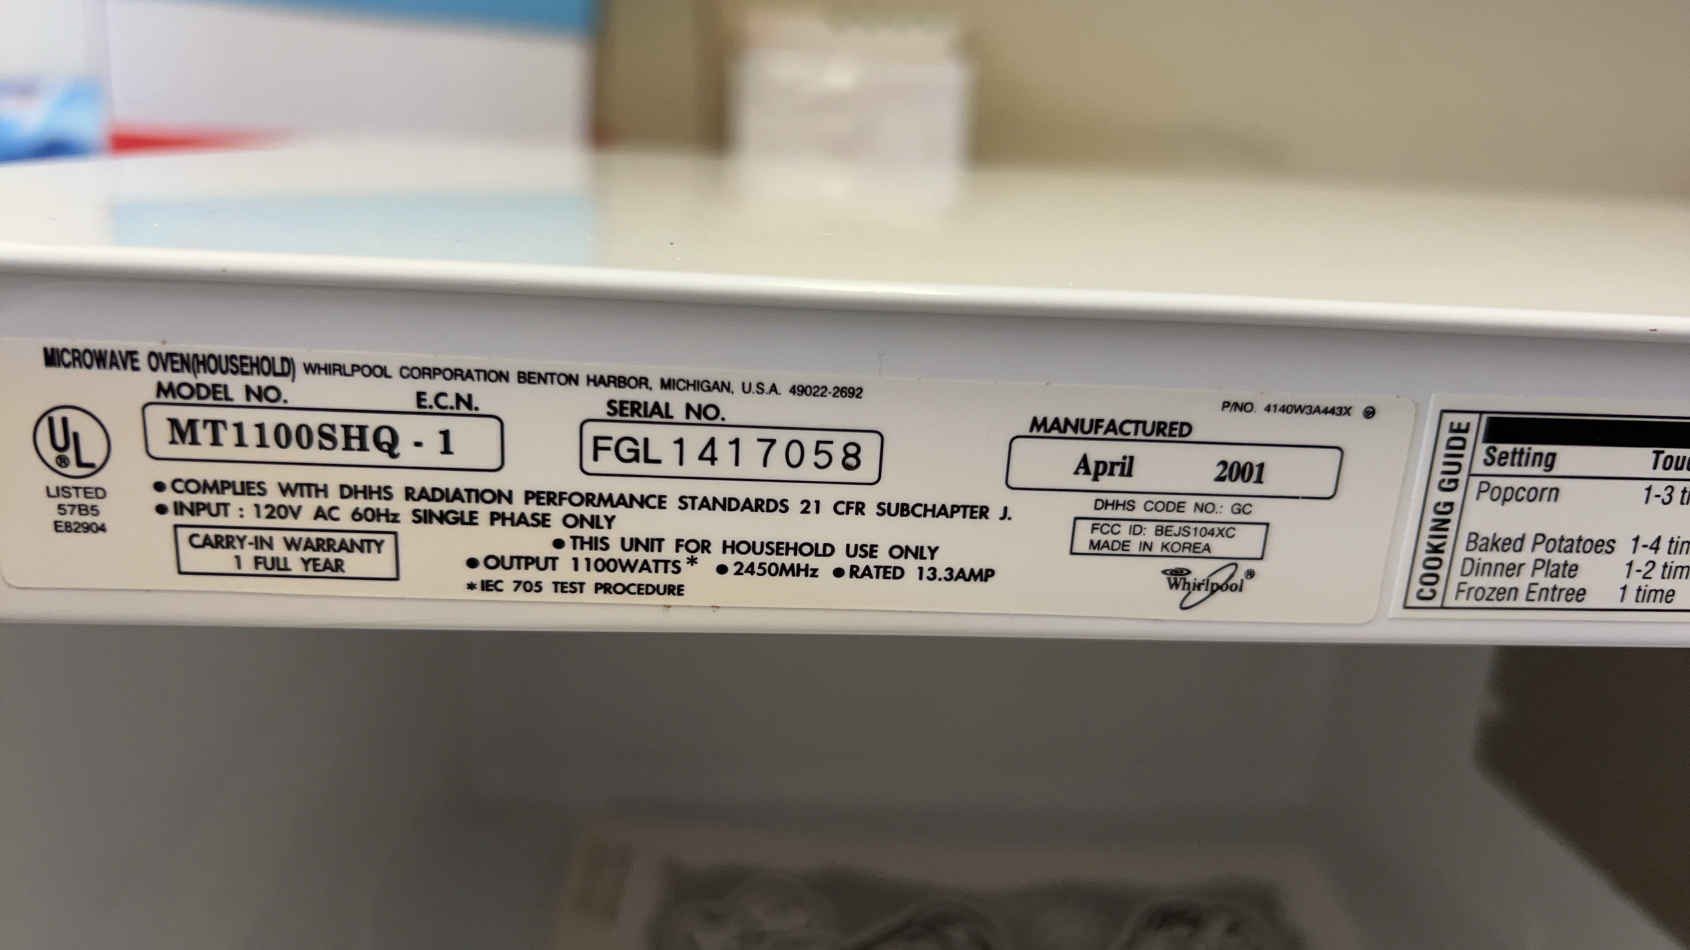 MICROWAVE OVEN(HOUSEHOLD) WHIRLPOOL CORPORATION BENTON HARBOR, MICHIGAN, U.S.A. 49022-2692
P/NO. 4140W3A443X
MODEL NO. E.C.N.
MT1100SHQ - 1
SERIAL NO.
FGL1417058
MANUFACTURED
April 2001
UL
®
LISTED
57B5
E82904
● COMPLIES WITH DHHS RADIATION PERFORMANCE STANDARDS 21 CFR SUBCHAPTER J.
● INPUT : 120V AC 60Hz SINGLE PHASE ONLY
CARRY-IN WARRANTY
1 FULL YEAR
● THIS UNIT FOR HOUSEHOLD USE ONLY
● OUTPUT 1100WATTS* ● 2450MHz ● RATED 13.3AMP
*IEC 705 TEST PROCEDURE
DHHS CODE NO.: GC
FCC ID: BEJS104XC
MADE IN KOREA
Whirlpool®
COOKING GUIDE
Setting
Popcorn 1-3
Baked Potatoes 1-4
Dinner Plate 1-2
Frozen Entree 1 time